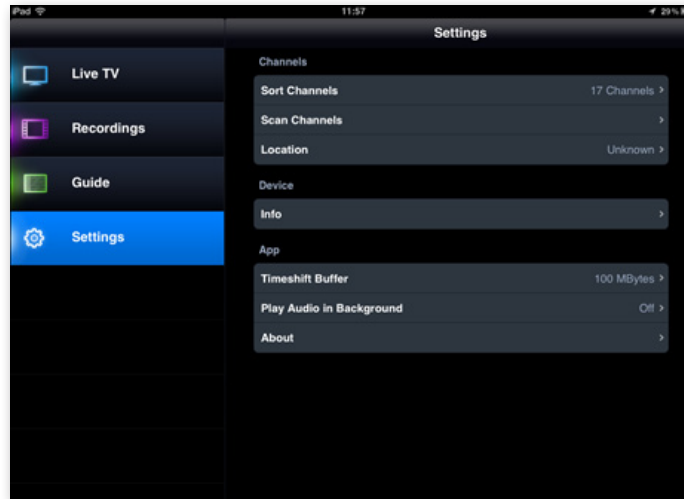 iPad 11:57 29%
Settings
Live TV
Recordings
Guide
Settings
Channels
Sort Channels 17 Channels
Scan Channels
Location Unknown
Device
Info
App
Timeshift Buffer 100 MBytes
Play Audio in Background Off
About